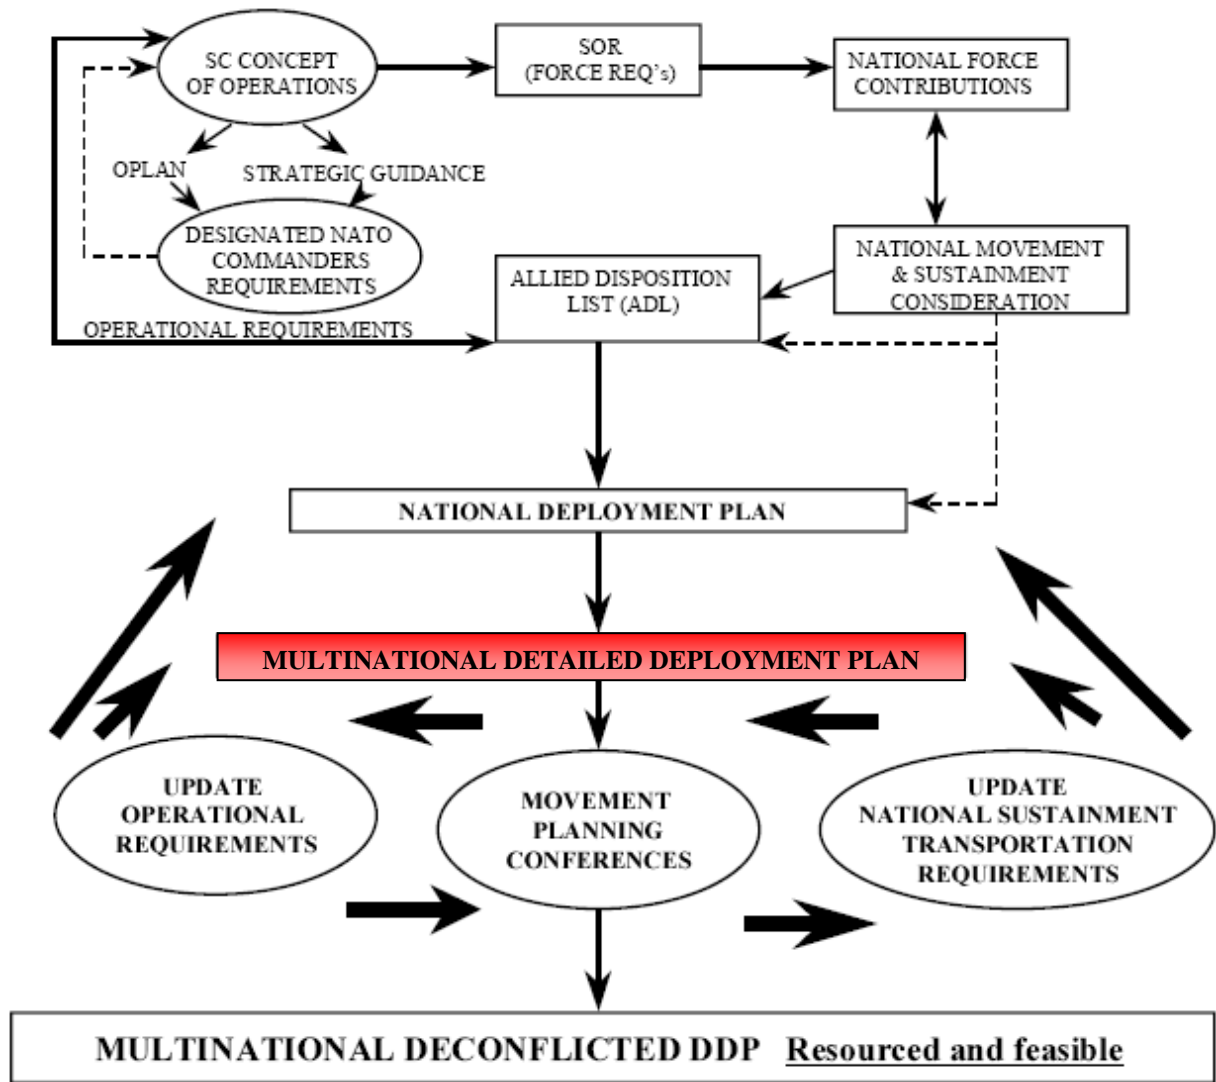 SC CONCEPT
OF OPERATIONS
SOR
(FORCE REQ's)
NATIONAL FORCE
CONTRIBUTIONS
OPLAN
STRATEGIC GUIDANCE
DESIGNATED NATO
COMMANDERS
REQUIREMENTS
ALLIED DISPOSITION
LIST (ADL)
NATIONAL MOVEMENT
& SUSTAINMENT
CONSIDERATION
OPERATIONAL REQUIREMENTS
NATIONAL DEPLOYMENT PLAN
MULTINATIONAL DETAILED DEPLOYMENT PLAN
UPDATE
OPERATIONAL
REQUIREMENTS
MOVEMENT
PLANNING
CONFERENCES
UPDATE
NATIONAL SUSTAINMENT
TRANSPORTATION
REQUIREMENTS
MULTINATIONAL DECONFLICTED DDP Resourced and feasible